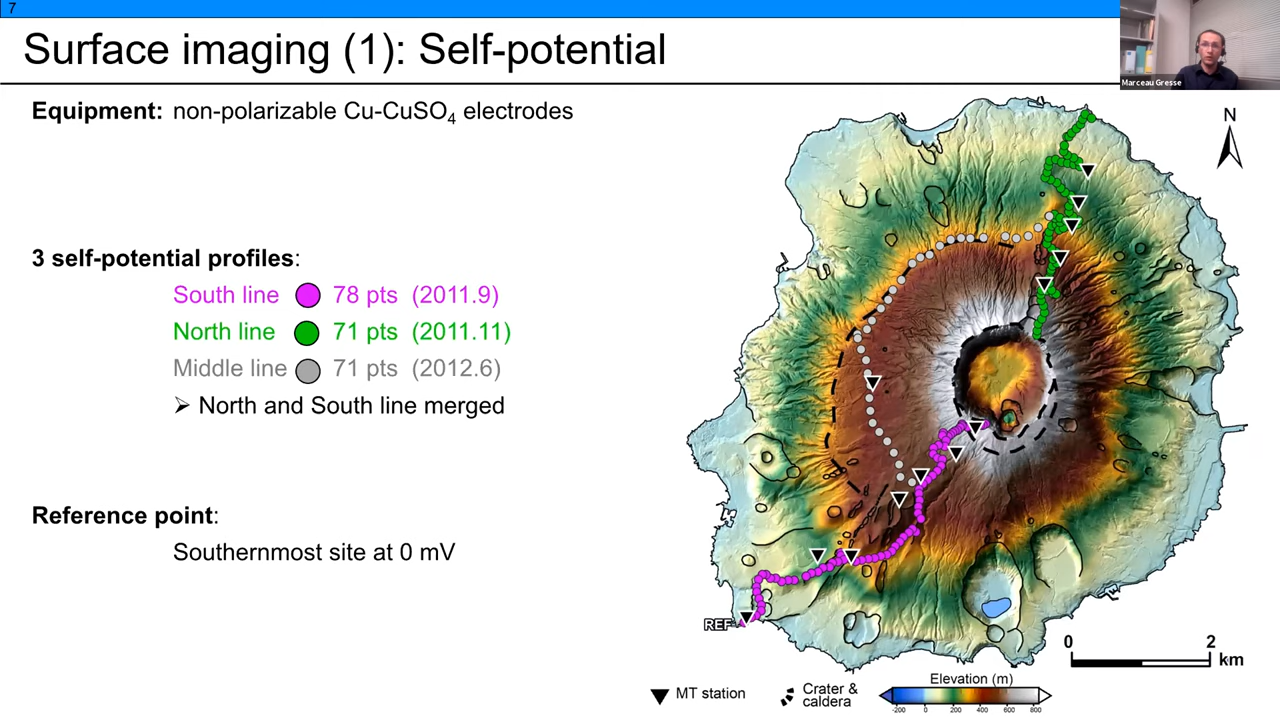 7
Marceau Gresse
Surface imaging (1): Self-potential
Equipment: non-polarizable Cu-CuSO₄ electrodes
N
3 self-potential profiles:
South line 78 pts (2011.9)
North line 71 pts (2011.11)
Middle line 71 pts (2012.6)
➢ North and South line merged
Reference point:
Southernmost site at 0 mV
REF
0 2
km
MT station
Crater &
caldera
Elevation (m)
-200 0 200 400 600 800